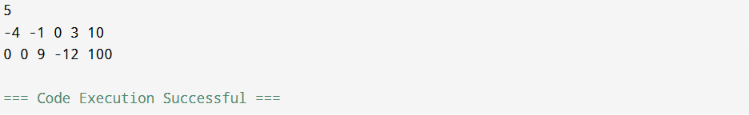 5
-4 -1 0 3 10
0 0 9 -12 100
=== Code Execution Successful ===